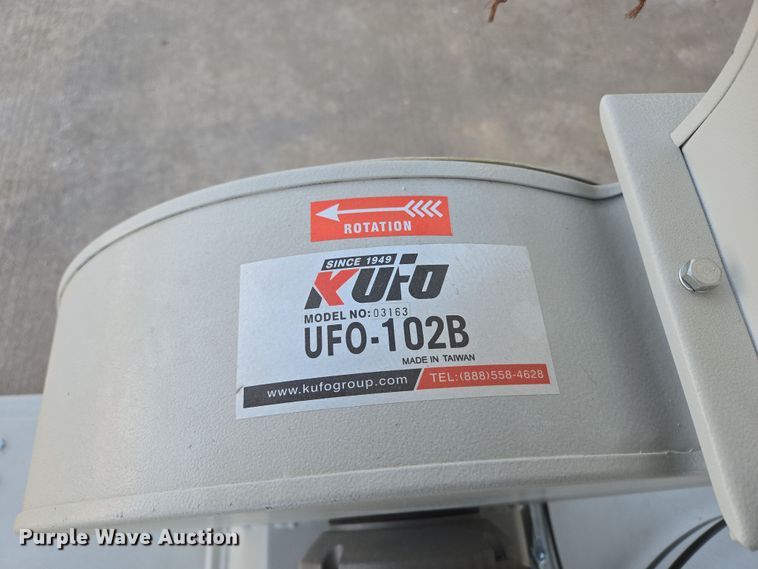 ROTATION
SINCE 1949
KUFO
MODEL NO: 03163
UFO-102B
MADE IN TAIWAN
www.kufogroup.com TEL:(888)558-4628
Purple Wave Auction